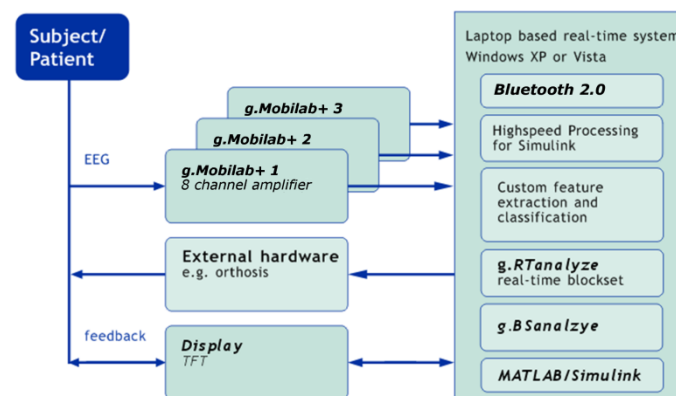 Subject/
Patient
EEG
feedback
g.Mobilab+ 3
g.Mobilab+ 2
g.Mobilab+ 1
8 channel amplifier
External hardware
e.g. orthosis
Display
TFT
Laptop based real-time system
Windows XP or Vista
Bluetooth 2.0
Highspeed Processing
for Simulink
Custom feature
extraction and
classification
g.RTanalyze
real-time blockset
g.BSanalzye
MATLAB/Simulink